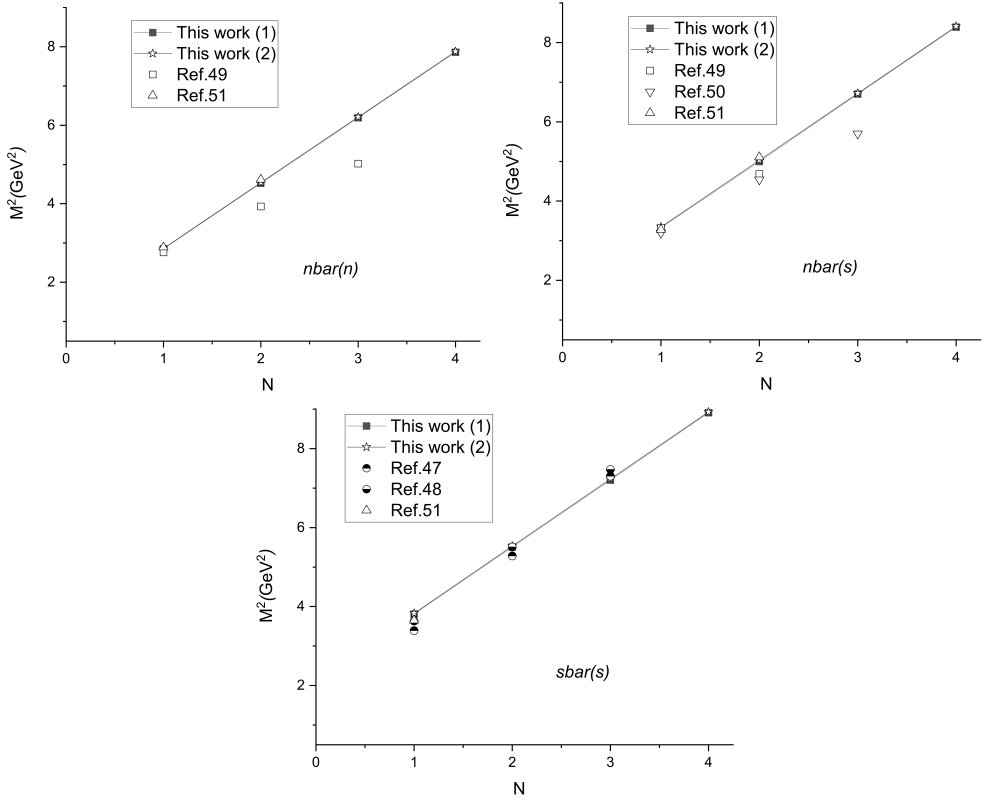 This work (1)
This work (2)
Ref.49
Ref.51
8
6
4
2
M²(GeV²)
nbar(n)
0
1
2
3
4
N
This work (1)
This work (2)
Ref.49
Ref.50
Ref.51
8
6
4
2
M²(GeV²)
nbar(s)
0
1
2
3
4
N
This work (1)
This work (2)
Ref.47
Ref.48
Ref.51
8
6
4
2
M²(GeV²)
sbar(s)
0
1
2
3
4
N